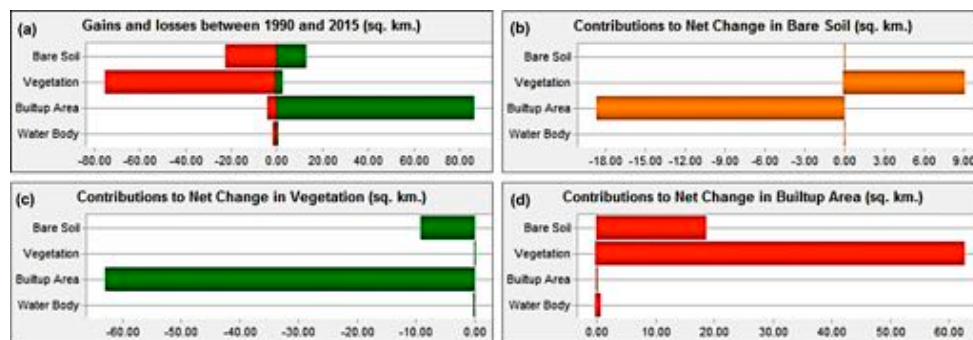 (a) Gains and losses between 1990 and 2015 (sq. km.)
Bare Soil
Vegetation
Builtup Area
Water Body
-80.00 -60.00 -40.00 -20.00 0.00 20.00 40.00 60.00 80.00
(b) Contributions to Net Change in Bare Soil (sq. km.)
Bare Soil
Vegetation
Builtup Area
Water Body
-18.00 -15.00 -12.00 -9.00 -6.00 -3.00 0.00 3.00 6.00 9.00
(c) Contributions to Net Change in Vegetation (sq. km.)
Bare Soil
Vegetation
Builtup Area
Water Body
-60.00 -50.00 -40.00 -30.00 -20.00 -10.00 0.00
(d) Contributions to Net Change in Builtup Area (sq. km.)
Bare Soil
Vegetation
Builtup Area
Water Body
0.00 10.00 20.00 30.00 40.00 50.00 60.00